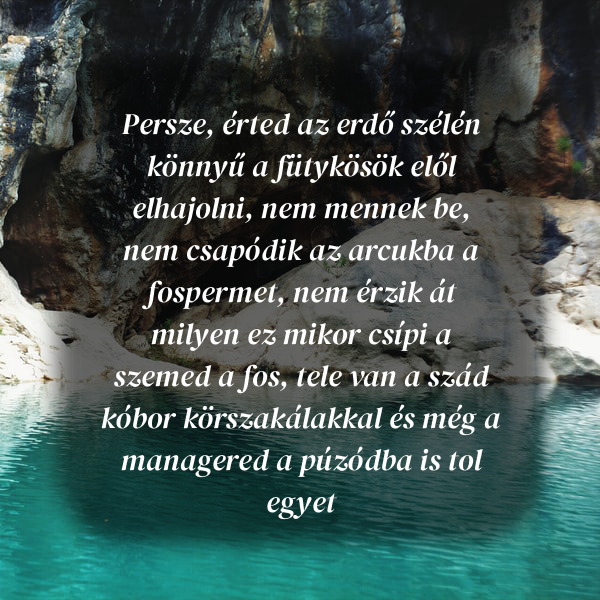 Persze, érted az erdő szélén
könnyű a fütykösök elől
elhajolni, nem mennek be,
nem csapódik az arcukba a
fospermet, nem érzik át
milyen ez mikor csípi a
szemed a fos, tele van a szád
kóbor körszakálakkal és még a
managered a púzódba is tol
egyet